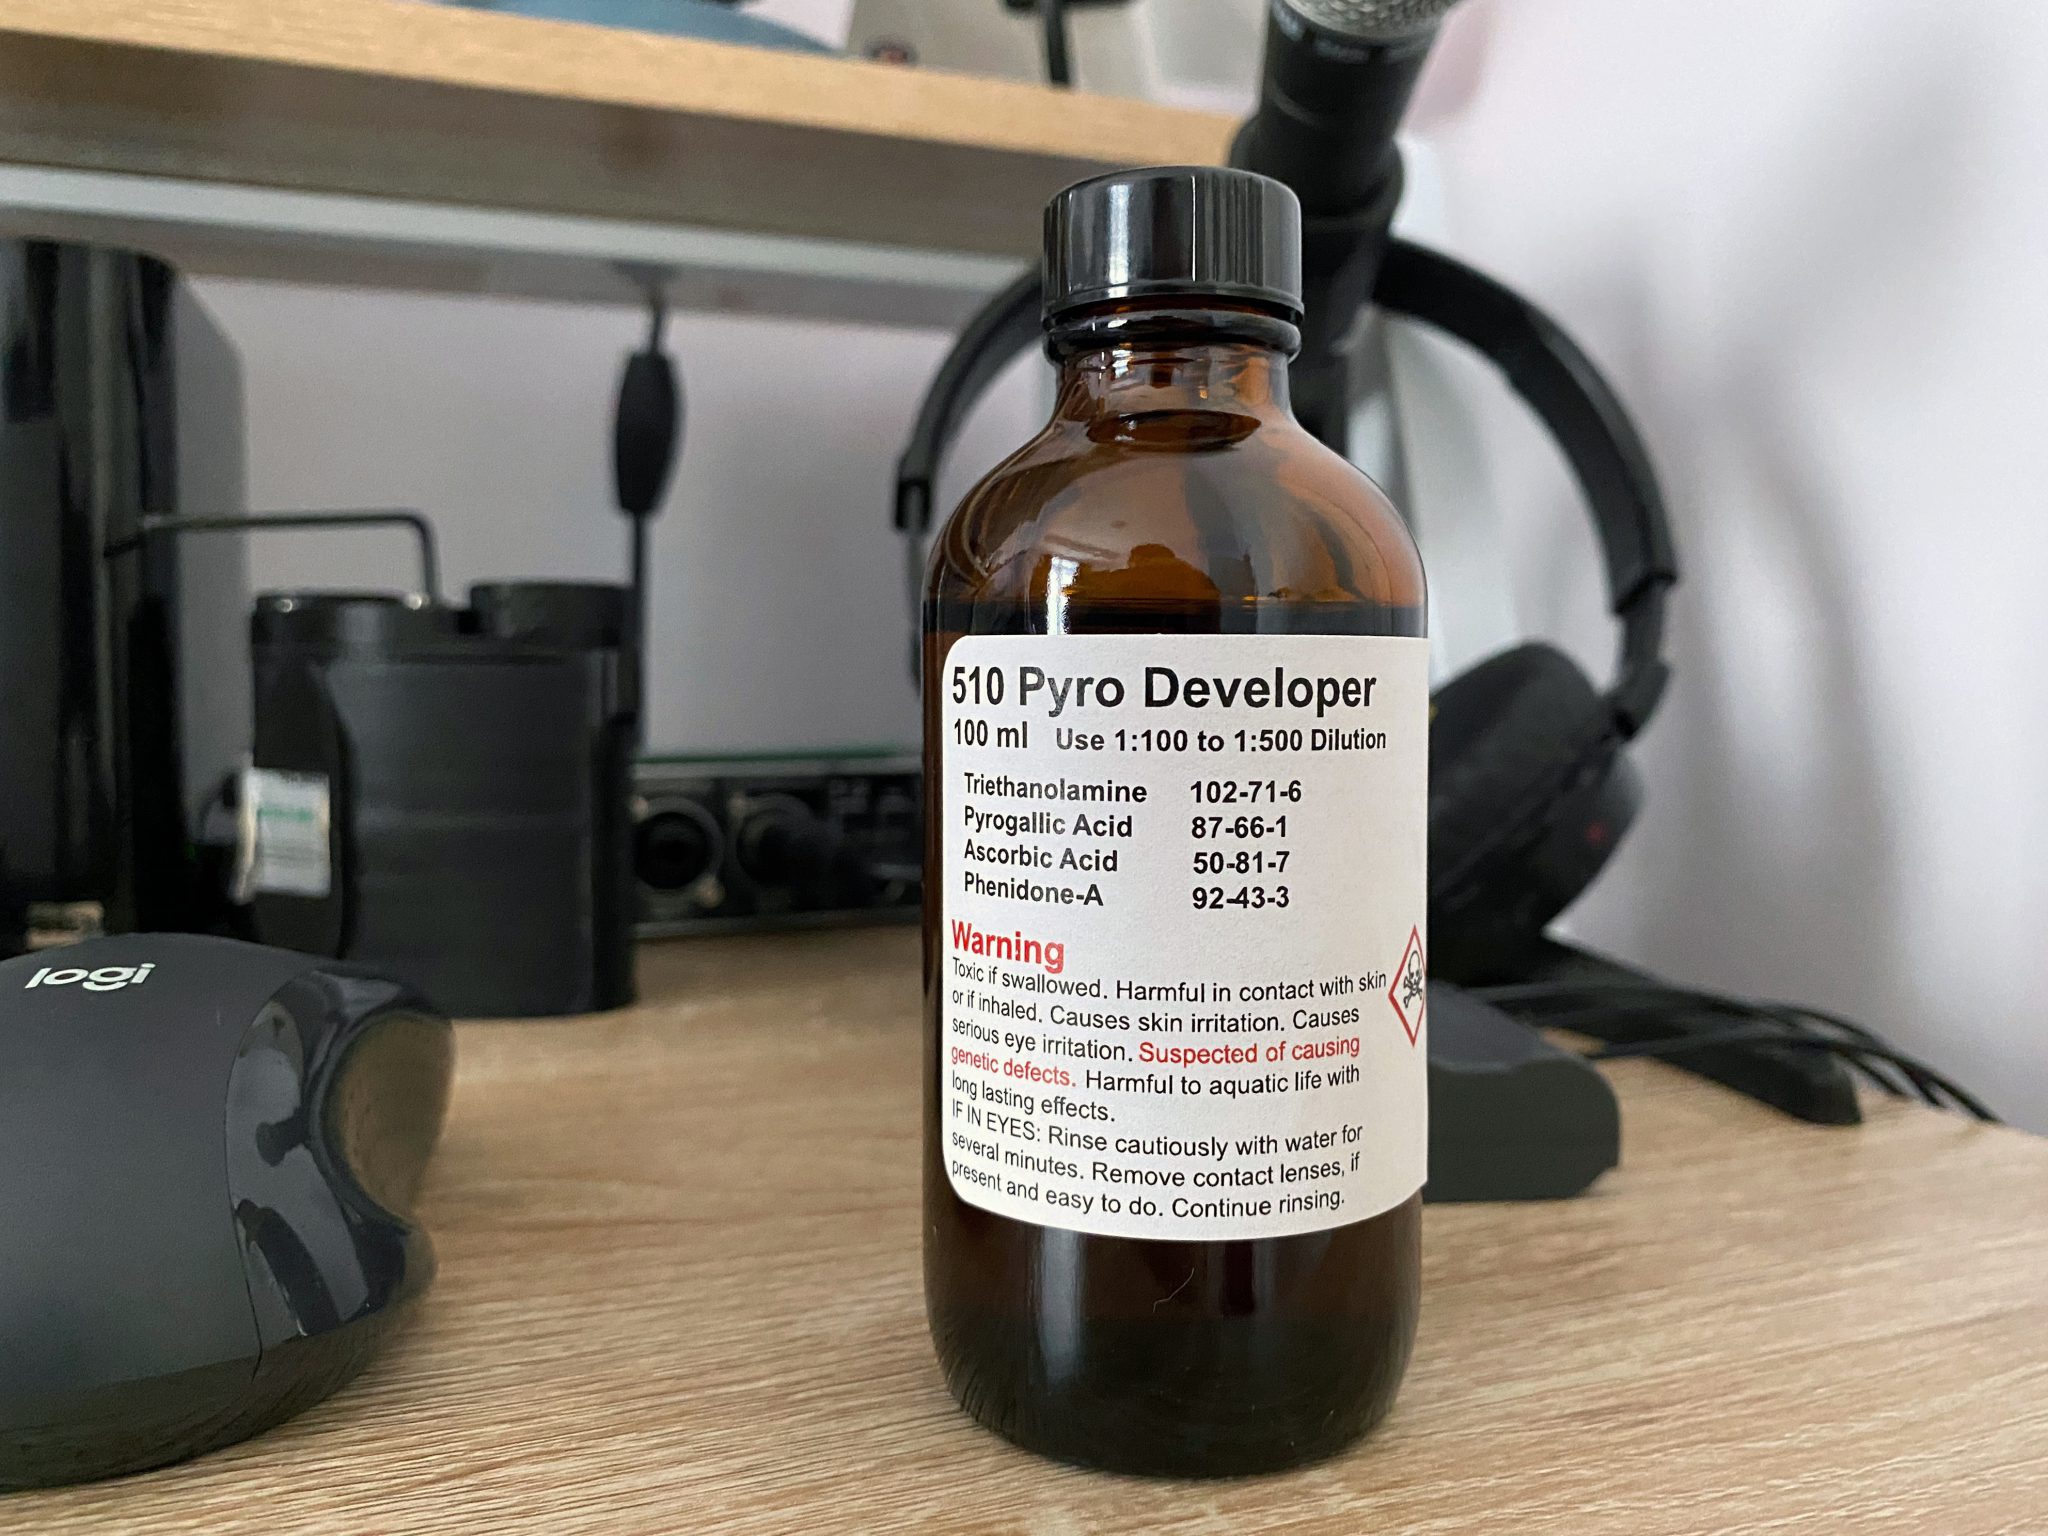 510 Pyro Developer
100 ml Use 1:100 to 1:500 Dilution
Triethanolamine 102-71-6
Pyrogallic Acid 87-66-1
Ascorbic Acid 50-81-7
Phenidone-A 92-43-3
Warning
Toxic if swallowed. Harmful in contact with skin
or if inhaled. Causes skin irritation. Causes
serious eye irritation. Suspected of causing
genetic defects. Harmful to aquatic life with
long lasting effects.
IF IN EYES: Rinse cautiously with water for
several minutes. Remove contact lenses, if
present and easy to do. Continue rinsing.
logi